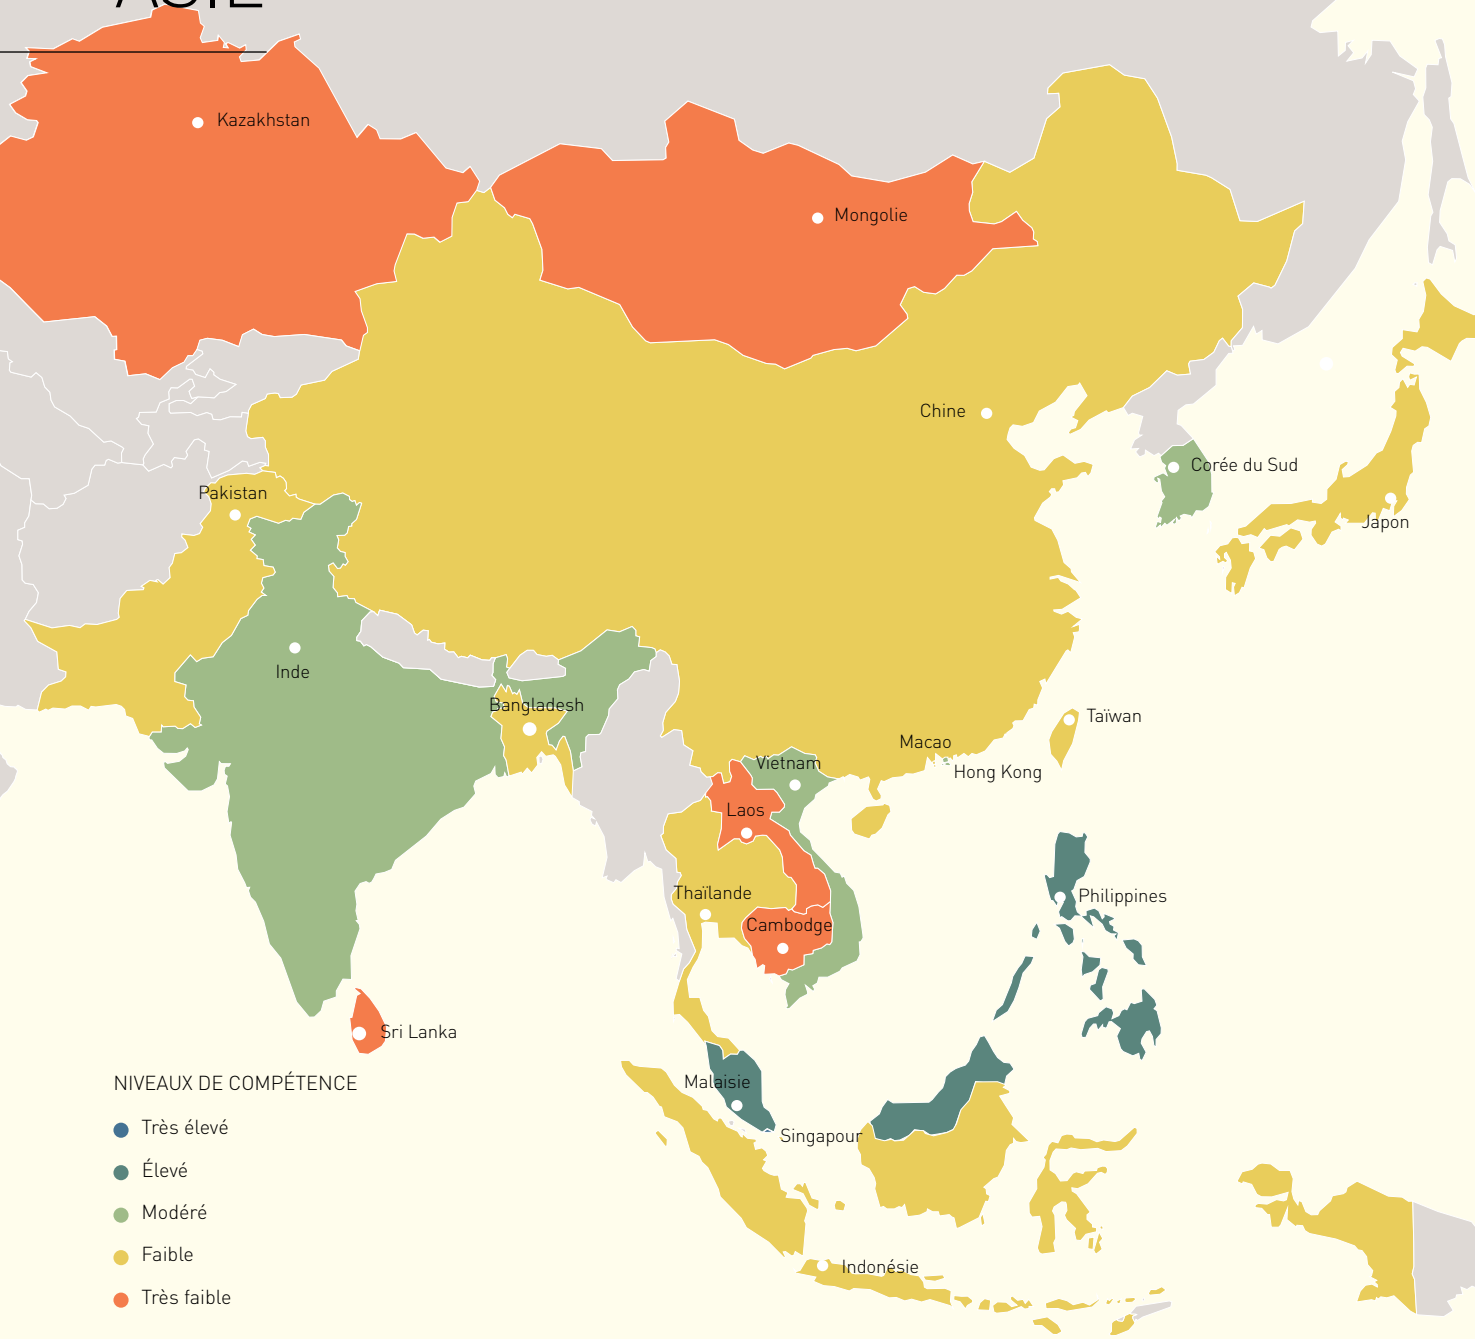 ASIE
Kazakhstan
Mongolie
Chine
Corée du Sud
Pakistan
Japon
Inde
Bangladesh
Taïwan
Macao
Vietnam
Hong Kong
Laos
Thaïlande
Philippines
Cambodge
Sri Lanka
Malaisie
Singapour
Indonésie
NIVEAUX DE COMPÉTENCE
Très élevé
Élevé
Modéré
Faible
Très faible